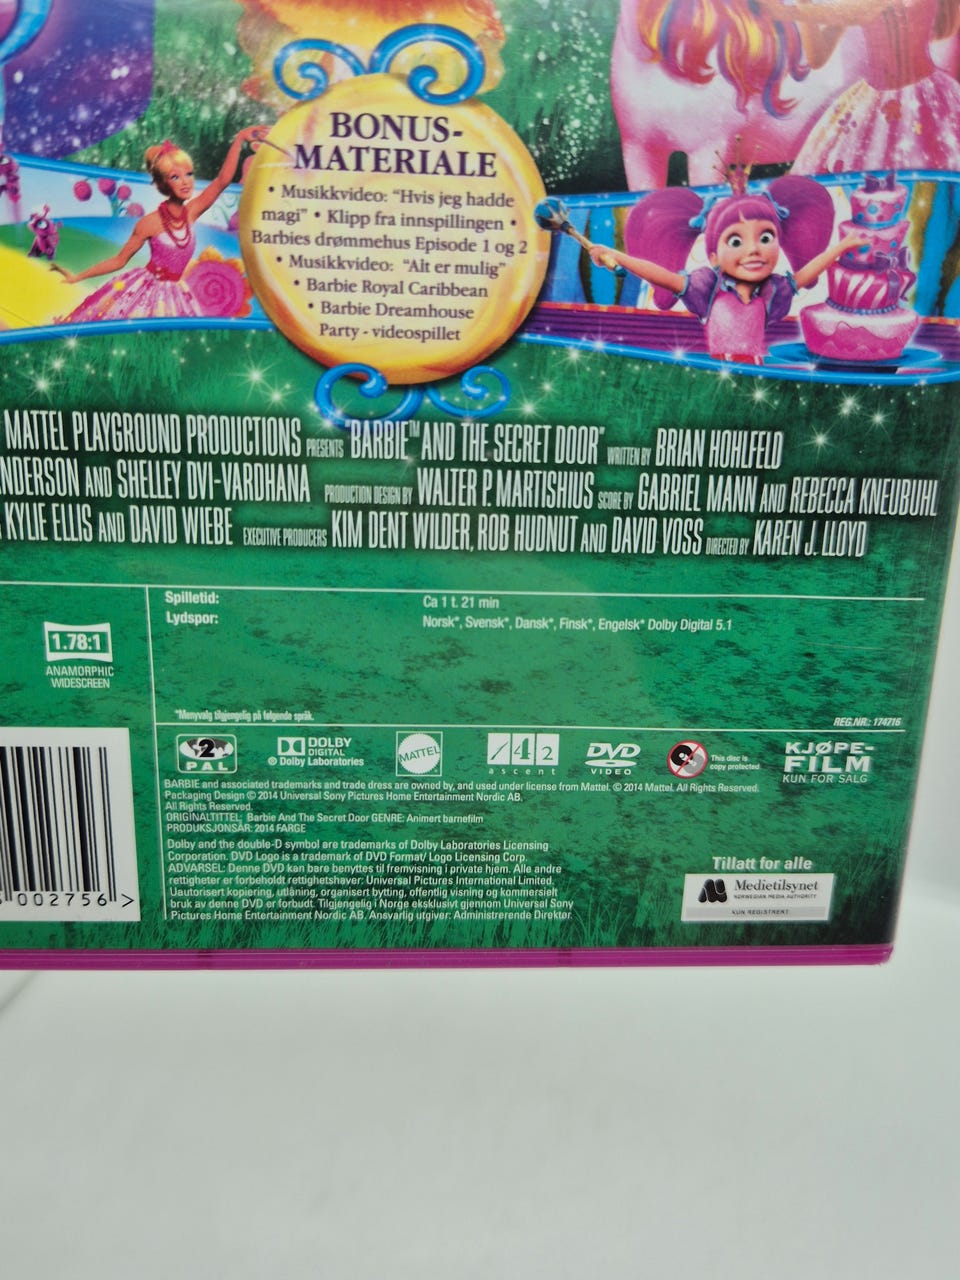 BONUS-
MATERIALE
• Musikkvideo: “Hvis jeg hadde
magi” • Klipp fra innspillingen •
Barbies drømmehus Episode 1 og 2
• Musikkvideo: “Alt er mulig”
• Barbie Royal Caribbean
• Barbie Dreamhouse
Party - videospillet
MATTEL PLAYGROUND PRODUCTIONS PRESENTS "BARBIE™ AND THE SECRET DOOR" WRITTEN BY BRIAN HOHLFELD
NDERSON AND SHELLEY DVI-VARDHANA PRODUCTION DESIGN BY WALTER P. MARTISHIUS SCORE BY GABRIEL MANN AND REBECCA KNEUBUHL
KYLIE ELLIS AND DAVID WIEBE EXECUTIVE PRODUCERS KIM DENT WILDER, ROB HUDNUT AND DAVID VOSS DIRECTED BY KAREN J. LLOYD
Spilletid: Ca 1 t. 21 min
Lydspor: Norsk*, Svensk*, Dansk*, Finsk*, Engelsk* Dolby Digital 5.1
1.78:1
ANAMORPHIC
WIDESCREEN
*Menyvalg tilgjengelig på følgende språk.
REG.NR.: 174716
2
PAL
DOLBY
DIGITAL
® Dolby Laboratories
MATTEL
142
ascent
DVD
VIDEO
This disc is
copy protected
KJØPE-
FILM
KUN FOR SALG
BARBIE and associated trademarks and trade dress are owned by, and used under license from Mattel. © 2014 Mattel. All Rights Reserved.
Packaging Design © 2014 Universal Sony Pictures Home Entertainment Nordic AB.
All Rights Reserved.
ORIGINALTITTEL: Barbie And The Secret Door GENRE: Animert barnefilm
PRODUKSJONSÅR: 2014 FARGE
Dolby and the double-D symbol are trademarks of Dolby Laboratories Licensing
Corporation. DVD Logo is a trademark of DVD Format/ Logo Licensing Corp.
ADVARSEL: Denne DVD kan bare benyttes til fremvisning i private hjem. Alle andre
rettigheter er forbeholdt rettighetshaver: Universal Pictures International Limited.
Uautorisert kopiering, utlåning, organisert bytting, offentlig visning og kommersielt
bruk av denne DVD er forbudt. Tilgjengelig i Norge eksklusivt gjennom Universal Sony
Pictures Home Entertainment Nordic AB. Ansvarlig utgiver: Administrerende Direktør.
002756 >
Tillatt for alle
Medietilsynet
NORWEGIAN MEDIA AUTHORITY
KUN REGISTRERT